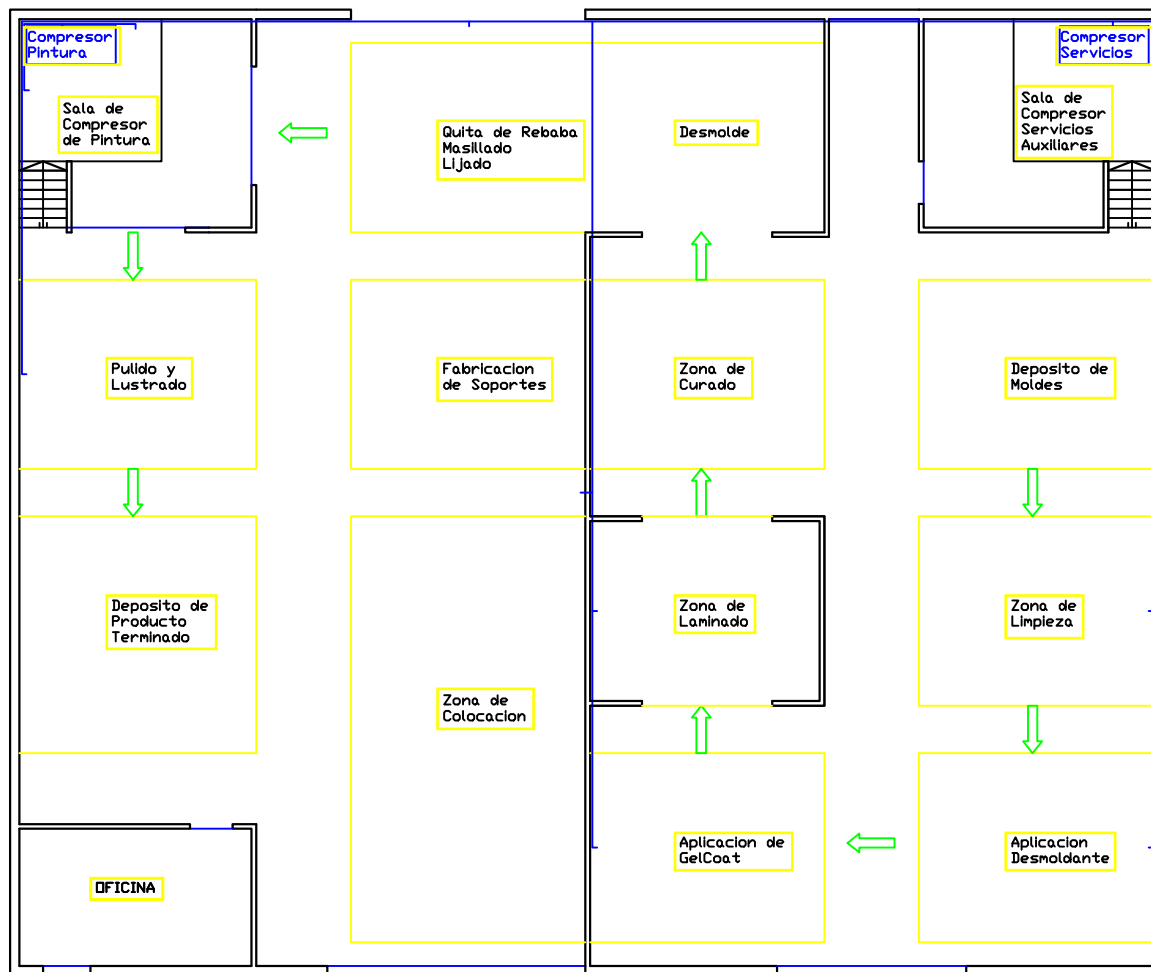 Compresor
Pintura
Compresor
Servicios
Sala de
Compresor
de Pintura
Quita de Rebaba
Masillado
Lijado
Desmolde
Sala de
Compresor
Servicios
Auxiliares
Pulido y
Lustrado
Fabricacion
de Soportes
Zona de
Curado
Deposito de
Moldes
Deposito de
Producto
Terminado
Zona de
Laminado
Zona de
Limpieza
Zona de
Colocacion
Aplicacion de
GelCoat
Aplicacion
Desmoldante
OFICINA